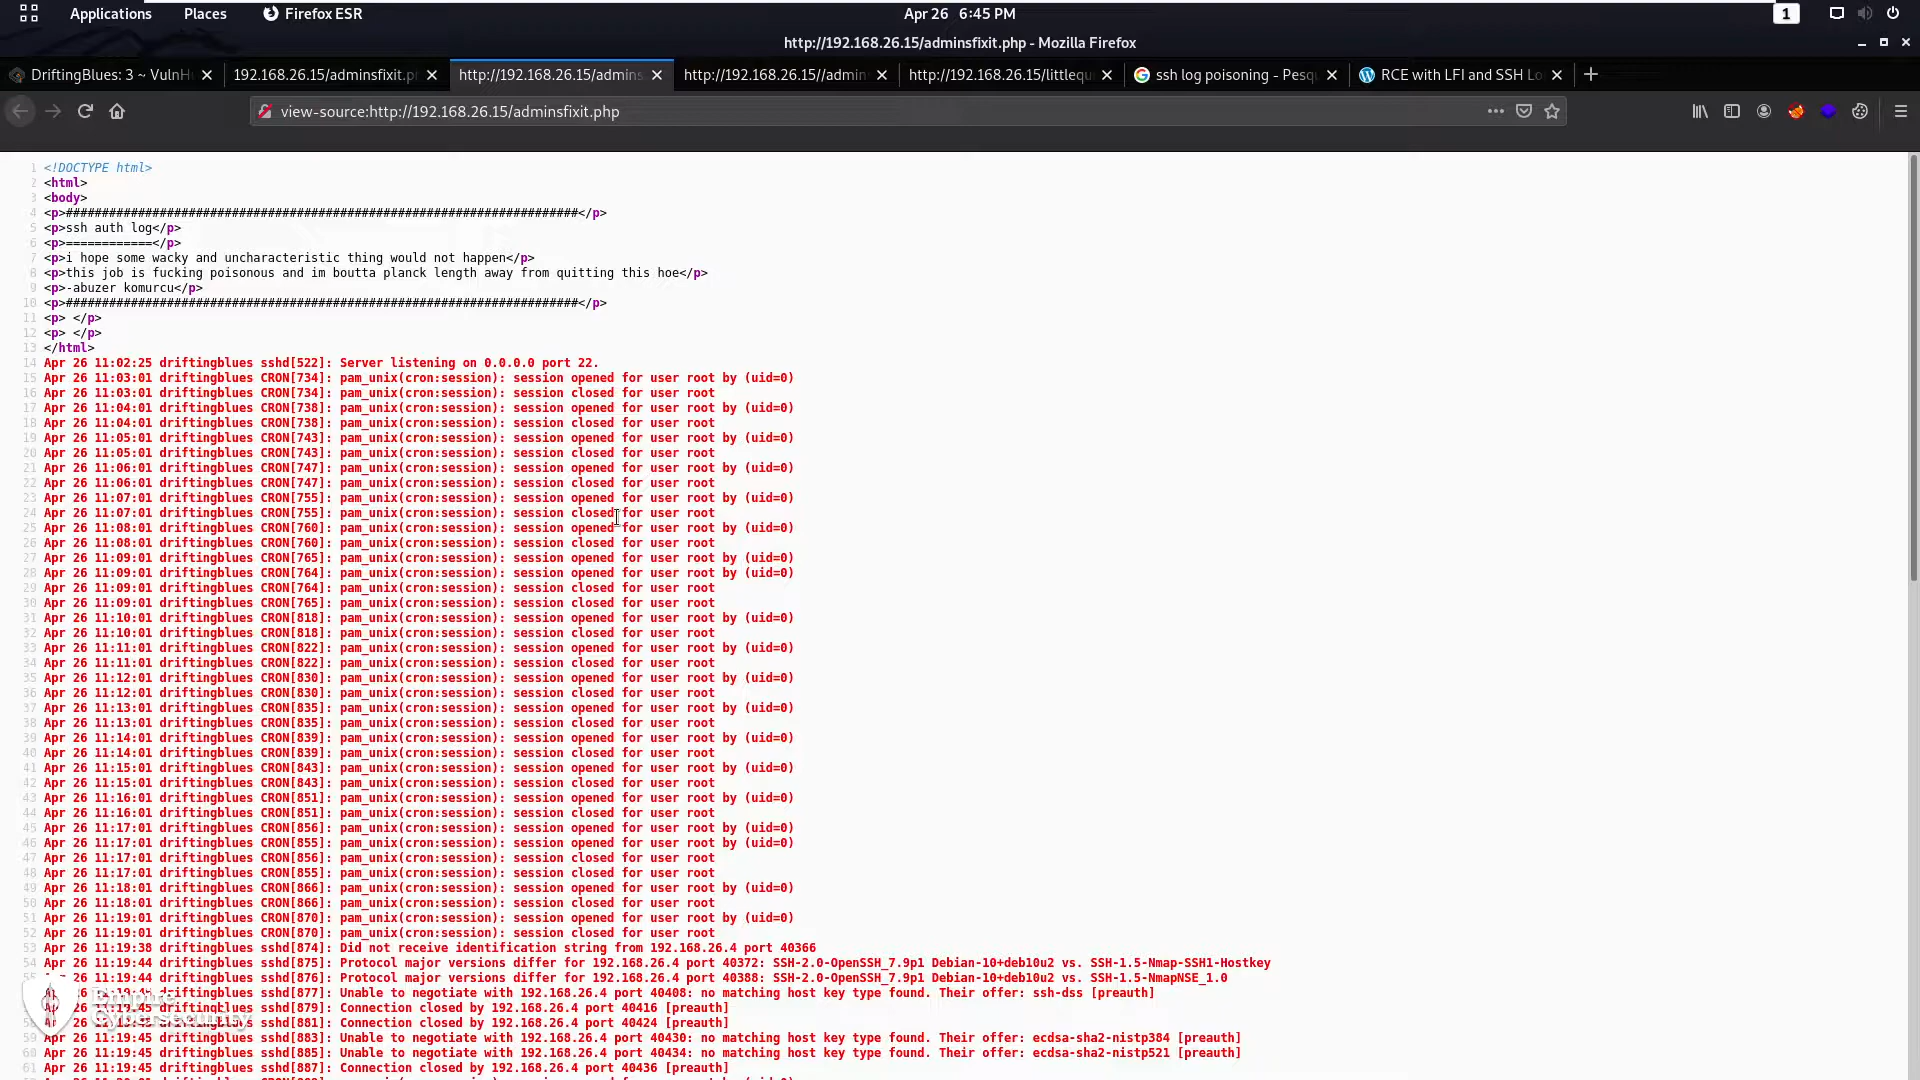 Applications Places Firefox ESR Apr 26 6:45 PM 1
http://192.168.26.15/adminsfixit.php - Mozilla Firefox
DriftingBlues: 3 ~ VulnH 192.168.26.15/adminsfixit.p http://192.168.26.15/admins http://192.168.26.15//admin http://192.168.26.15/littlequ ssh log poisoning - Pesq RCE with LFI and SSH Lo
view-source:http://192.168.26.15/adminsfixit.php
1 <!DOCTYPE html>
2 <html>
3 <body>
4 <p>#######################################################################</p>
5 <p>ssh auth log</p>
6 <p>============</p>
7 <p>i hope some wacky and uncharacteristic thing would not happen</p>
8 <p>this job is fucking poisonous and im boutta planck length away from quitting this hoe</p>
9 <p>-abuzer komurcu</p>
10 <p>#######################################################################</p>
11 <p> </p>
12 <p> </p>
13 </html>
14 Apr 26 11:02:25 driftingblues sshd[522]: Server listening on 0.0.0.0 port 22.
15 Apr 26 11:03:01 driftingblues CRON[734]: pam_unix(cron:session): session opened for user root by (uid=0)
16 Apr 26 11:03:01 driftingblues CRON[734]: pam_unix(cron:session): session closed for user root
17 Apr 26 11:04:01 driftingblues CRON[738]: pam_unix(cron:session): session opened for user root by (uid=0)
18 Apr 26 11:04:01 driftingblues CRON[738]: pam_unix(cron:session): session closed for user root
19 Apr 26 11:05:01 driftingblues CRON[743]: pam_unix(cron:session): session opened for user root by (uid=0)
20 Apr 26 11:05:01 driftingblues CRON[743]: pam_unix(cron:session): session closed for user root
21 Apr 26 11:06:01 driftingblues CRON[747]: pam_unix(cron:session): session opened for user root by (uid=0)
22 Apr 26 11:06:01 driftingblues CRON[747]: pam_unix(cron:session): session closed for user root
23 Apr 26 11:07:01 driftingblues CRON[755]: pam_unix(cron:session): session opened for user root by (uid=0)
24 Apr 26 11:07:01 driftingblues CRON[755]: pam_unix(cron:session): session closed for user root
25 Apr 26 11:08:01 driftingblues CRON[760]: pam_unix(cron:session): session opened for user root by (uid=0)
26 Apr 26 11:08:01 driftingblues CRON[760]: pam_unix(cron:session): session closed for user root
27 Apr 26 11:09:01 driftingblues CRON[765]: pam_unix(cron:session): session opened for user root by (uid=0)
28 Apr 26 11:09:01 driftingblues CRON[764]: pam_unix(cron:session): session opened for user root by (uid=0)
29 Apr 26 11:09:01 driftingblues CRON[764]: pam_unix(cron:session): session closed for user root
30 Apr 26 11:09:01 driftingblues CRON[765]: pam_unix(cron:session): session closed for user root
31 Apr 26 11:10:01 driftingblues CRON[818]: pam_unix(cron:session): session opened for user root by (uid=0)
32 Apr 26 11:10:01 driftingblues CRON[818]: pam_unix(cron:session): session closed for user root
33 Apr 26 11:11:01 driftingblues CRON[822]: pam_unix(cron:session): session opened for user root by (uid=0)
34 Apr 26 11:11:01 driftingblues CRON[822]: pam_unix(cron:session): session closed for user root
35 Apr 26 11:12:01 driftingblues CRON[830]: pam_unix(cron:session): session opened for user root by (uid=0)
36 Apr 26 11:12:01 driftingblues CRON[830]: pam_unix(cron:session): session closed for user root
37 Apr 26 11:13:01 driftingblues CRON[835]: pam_unix(cron:session): session opened for user root by (uid=0)
38 Apr 26 11:13:01 driftingblues CRON[835]: pam_unix(cron:session): session closed for user root
39 Apr 26 11:14:01 driftingblues CRON[839]: pam_unix(cron:session): session opened for user root by (uid=0)
40 Apr 26 11:14:01 driftingblues CRON[839]: pam_unix(cron:session): session closed for user root
41 Apr 26 11:15:01 driftingblues CRON[843]: pam_unix(cron:session): session opened for user root by (uid=0)
42 Apr 26 11:15:01 driftingblues CRON[843]: pam_unix(cron:session): session closed for user root
43 Apr 26 11:16:01 driftingblues CRON[851]: pam_unix(cron:session): session opened for user root by (uid=0)
44 Apr 26 11:16:01 driftingblues CRON[851]: pam_unix(cron:session): session closed for user root
45 Apr 26 11:17:01 driftingblues CRON[856]: pam_unix(cron:session): session opened for user root by (uid=0)
46 Apr 26 11:17:01 driftingblues CRON[855]: pam_unix(cron:session): session opened for user root by (uid=0)
47 Apr 26 11:17:01 driftingblues CRON[856]: pam_unix(cron:session): session closed for user root
48 Apr 26 11:17:01 driftingblues CRON[855]: pam_unix(cron:session): session closed for user root
49 Apr 26 11:18:01 driftingblues CRON[866]: pam_unix(cron:session): session opened for user root by (uid=0)
50 Apr 26 11:18:01 driftingblues CRON[866]: pam_unix(cron:session): session closed for user root
51 Apr 26 11:19:01 driftingblues CRON[870]: pam_unix(cron:session): session opened for user root by (uid=0)
52 Apr 26 11:19:01 driftingblues CRON[870]: pam_unix(cron:session): session closed for user root
53 Apr 26 11:19:38 driftingblues sshd[874]: Did not receive identification string from 192.168.26.4 port 40366
54 Apr 26 11:19:44 driftingblues sshd[875]: Protocol major versions differ for 192.168.26.4 port 40372: SSH-2.0-OpenSSH_7.9p1 Debian-10+deb10u2 vs. SSH-1.5-Nmap-SSH1-Hostkey
26 11:19:44 driftingblues sshd[876]: Protocol major versions differ for 192.168.26.4 port 40388: SSH-2.0-OpenSSH_7.9p1 Debian-10+deb10u2 vs. SSH-1.5-NmapNSE_1.0
driftingblues sshd[877]: Unable to negotiate with 192.168.26.4 port 40408: no matching host key type found. Their offer: ssh-dss [preauth]
driftingblues sshd[879]: Connection closed by 192.168.26.4 port 40416 [preauth]
driftingblues sshd[881]: Connection closed by 192.168.26.4 port 40424 [preauth]
59 Apr 26 11:19:45 driftingblues sshd[883]: Unable to negotiate with 192.168.26.4 port 40430: no matching host key type found. Their offer: ecdsa-sha2-nistp384 [preauth]
60 Apr 26 11:19:45 driftingblues sshd[885]: Unable to negotiate with 192.168.26.4 port 40434: no matching host key type found. Their offer: ecdsa-sha2-nistp521 [preauth]
61 Apr 26 11:19:45 driftingblues sshd[887]: Connection closed by 192.168.26.4 port 40436 [preauth]
Empire
Cybersecurity